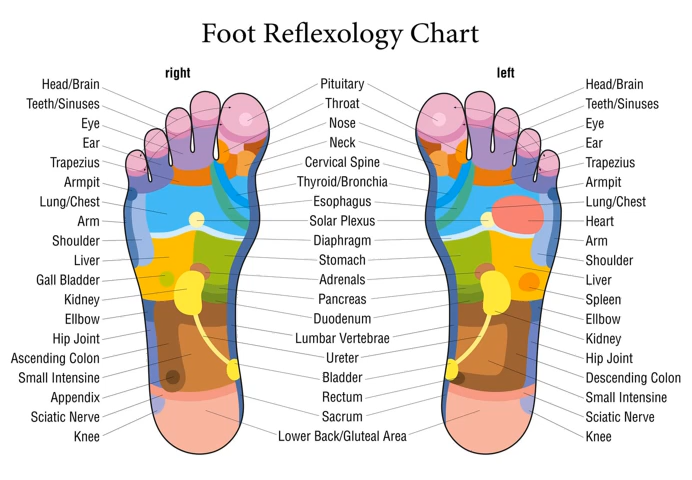 Foot Reflexology Chart
right
left
Head/Brain
Teeth/Sinuses
Eye
Ear
Trapezius
Armpit
Lung/Chest
Arm
Shoulder
Liver
Gall Bladder
Kidney
Ellbow
Hip Joint
Ascending Colon
Small Intensine
Appendix
Sciatic Nerve
Knee
Pituitary
Throat
Nose
Neck
Cervical Spine
Thyroid/Bronchia
Esophagus
Solar Plexus
Diaphragm
Stomach
Adrenals
Pancreas
Duodenum
Lumbar Vertebrae
Ureter
Bladder
Rectum
Sacrum
Lower Back/Gluteal Area
Head/Brain
Teeth/Sinuses
Eye
Ear
Trapezius
Armpit
Lung/Chest
Heart
Arm
Shoulder
Liver
Spleen
Ellbow
Kidney
Hip Joint
Descending Colon
Small Intensine
Sciatic Nerve
Knee